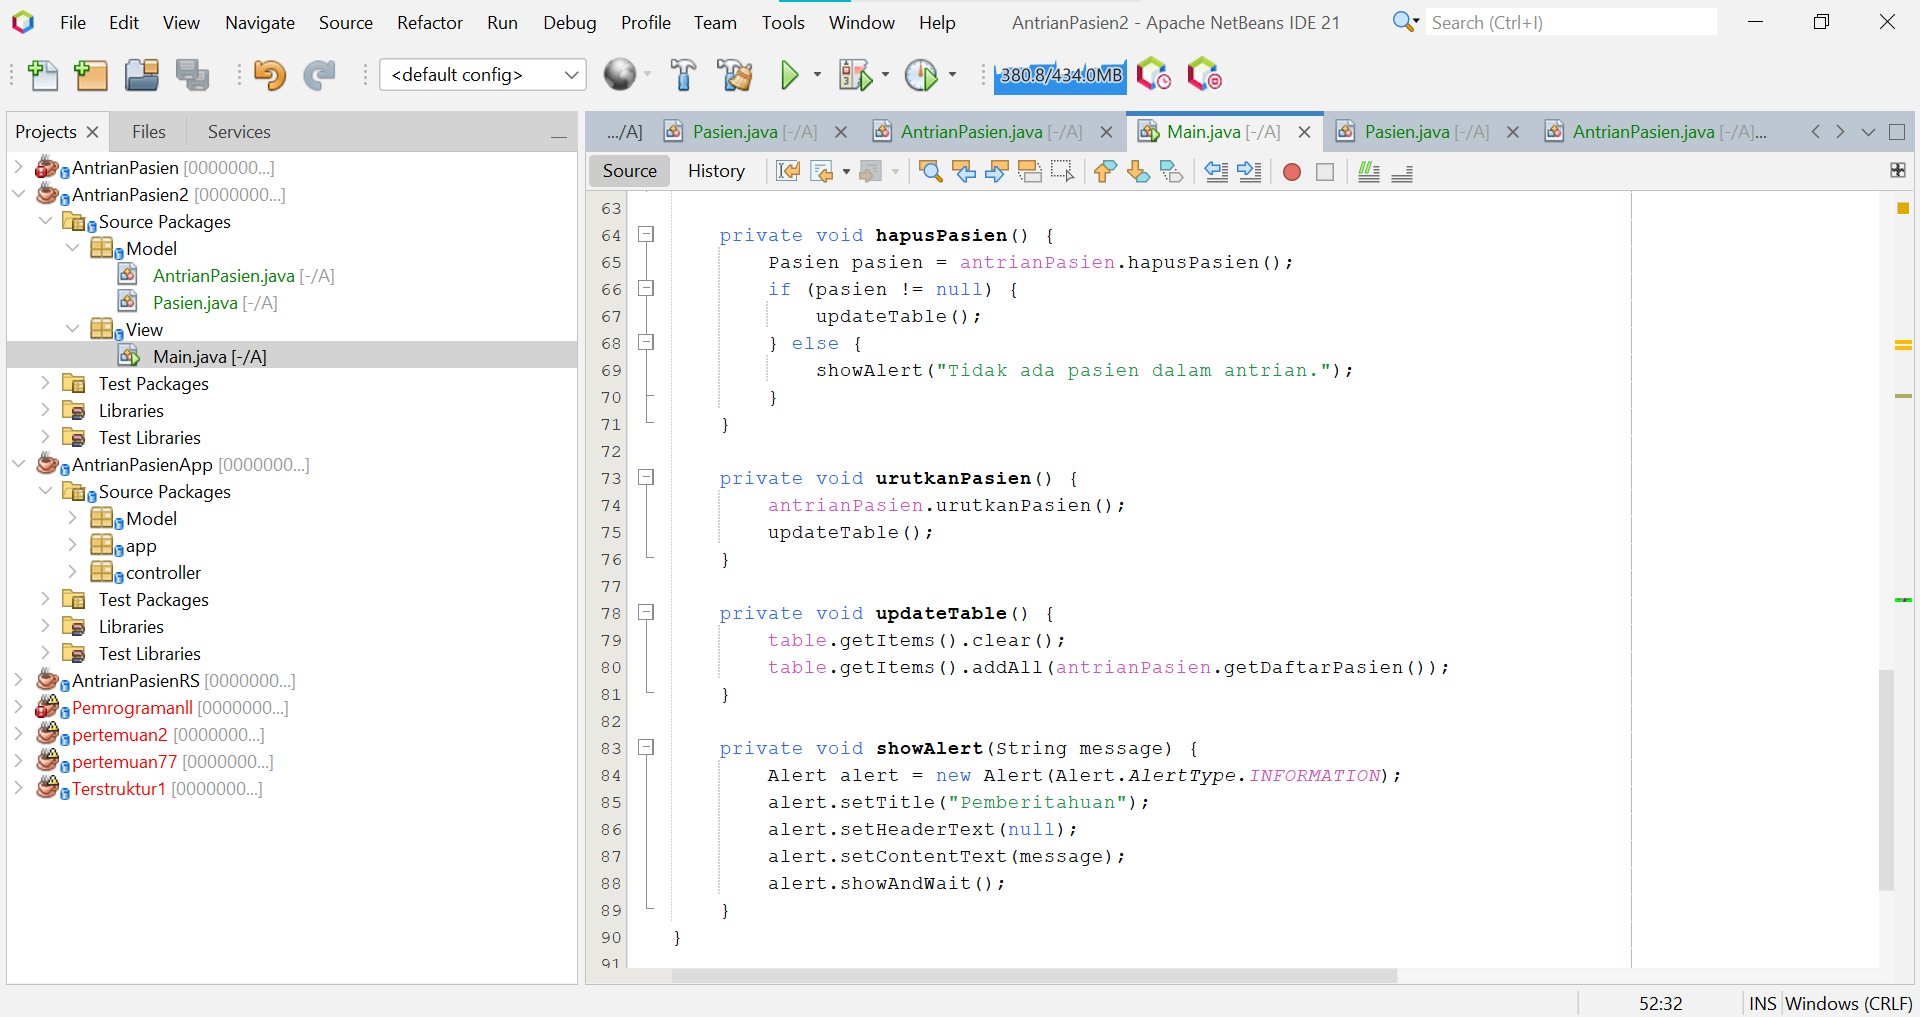 File Edit View Navigate Source Refactor Run Debug Profile Team Tools Window Help AntrianPasien2 - Apache NetBeans IDE 21 Search (Ctrl+I)
<default config> 380.8/434.0MB
Projects Files Services
AntrianPasien [0000000...]
AntrianPasien2 [0000000...]
Source Packages
Model
AntrianPasien.java [-/A]
Pasien.java [-/A]
View
Main.java [-/A]
Test Packages
Libraries
Test Libraries
AntrianPasienApp [0000000...]
Source Packages
Model
app
controller
Test Packages
Libraries
Test Libraries
AntrianPasienRS [0000000...]
PemrogramanII [0000000...]
pertemuan2 [0000000...]
pertemuan77 [0000000...]
Terstruktur1 [0000000...]
.../A] Pasien.java [-/A] AntrianPasien.java [-/A] Main.java [-/A] Pasien.java [-/A] AntrianPasien.java [-/A]...
Source History
63
64 private void hapusPasien() {
65 Pasien pasien = antrianPasien.hapusPasien();
66 if (pasien != null) {
67 updateTable();
68 } else {
69 showAlert("Tidak ada pasien dalam antrian.");
70 }
71 }
72
73 private void urutkanPasien() {
74 antrianPasien.urutkanPasien();
75 updateTable();
76 }
77
78 private void updateTable() {
79 table.getItems().clear();
80 table.getItems().addAll(antrianPasien.getDaftarPasien());
81 }
82
83 private void showAlert(String message) {
84 Alert alert = new Alert(Alert.AlertType.INFORMATION);
85 alert.setTitle("Pemberitahuan");
86 alert.setHeaderText(null);
87 alert.setContentText(message);
88 alert.showAndWait();
89 }
90 }
91
52:32 INS Windows (CRLF)